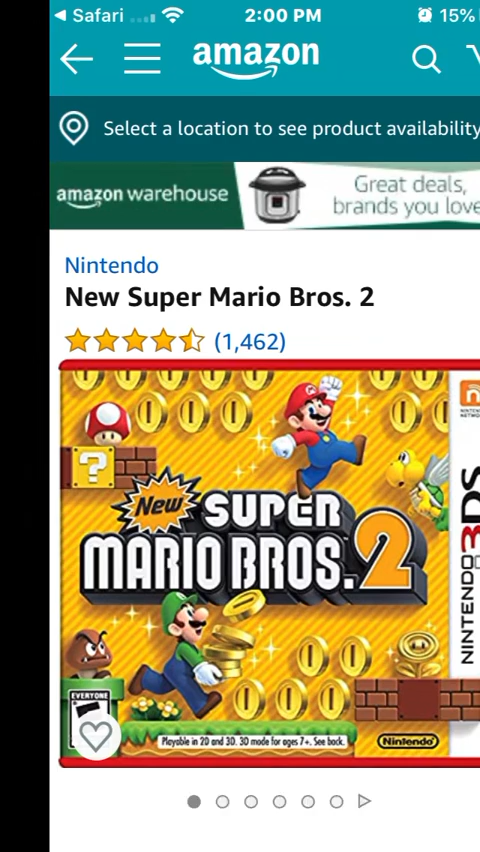 Safari 2:00 PM 15%
amazon
Select a location to see product availability
amazon warehouse
Great deals,
brands you love
Nintendo
New Super Mario Bros. 2
(1,462)
?
New SUPER
MARIO BROS. 2
NINTENDO 3DS
EVERYONE
Playable in 2D and 3D. 3D mode for ages 7+. See back.
Nintendo